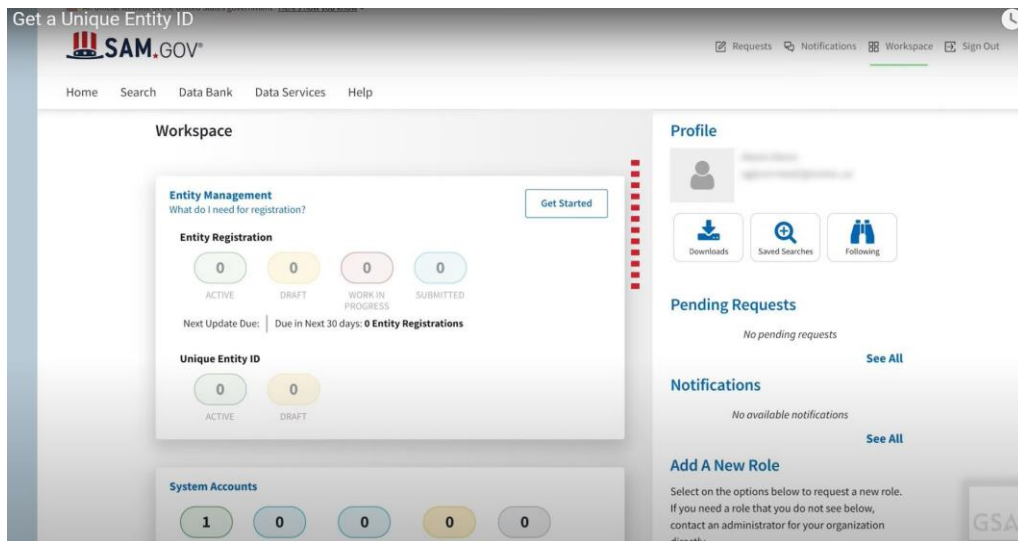 Get a Unique Entity ID
SAM.GOV®
Requests Notifications Workspace Sign Out
Home Search Data Bank Data Services Help
Workspace
Entity Management
What do I need for registration?
Get Started
Entity Registration
0 0 0 0
ACTIVE DRAFT WORK IN PROGRESS SUBMITTED
Next Update Due: Due in Next 30 days: 0 Entity Registrations
Unique Entity ID
0 0
ACTIVE DRAFT
System Accounts
1 0 0 0 0
Profile
Downloads Saved Searches Following
Pending Requests
No pending requests
See All
Notifications
No available notifications
See All
Add A New Role
Select on the options below to request a new role.
If you need a role that you do not see below,
contact an administrator for your organization
GSA